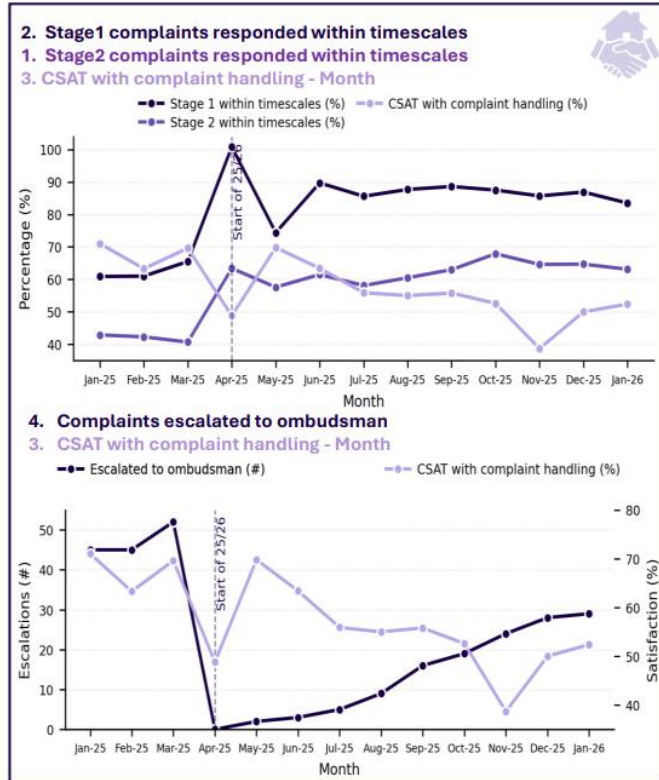 2. Stage1 complaints responded within timescales
1. Stage2 complaints responded within timescales
3. CSAT with complaint handling - Month
Stage 1 within timescales (%) CSAT with complaint handling (%)
Stage 2 within timescales (%)
Percentage (%)
100
90
80
70
60
50
40
Start of 25/26
Jan-25 Feb-25 Mar-25 Apr-25 May-25 Jun-25 Jul-25 Aug-25 Sep-25 Oct-25 Nov-25 Dec-25 Jan-26
Month
4. Complaints escalated to ombudsman
3. CSAT with complaint handling - Month
Escalated to ombudsman (#) CSAT with complaint handling (%)
Escalations (#)
50
40
30
20
10
0
Start of 25/26
80
70
60
50
40
Satisfaction (%)
Jan-25 Feb-25 Mar-25 Apr-25 May-25 Jun-25 Jul-25 Aug-25 Sep-25 Oct-25 Nov-25 Dec-25 Jan-26
Month